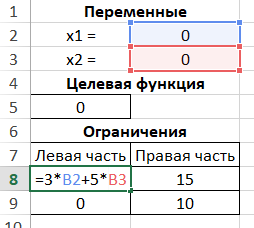 1 Переменные
2 x1 = 0
3 x2 = 0
4 Целевая функция
5 0
6 Ограничения
7 Левая часть Правая часть
8 =3*B2+5*B3 15
9 0 10